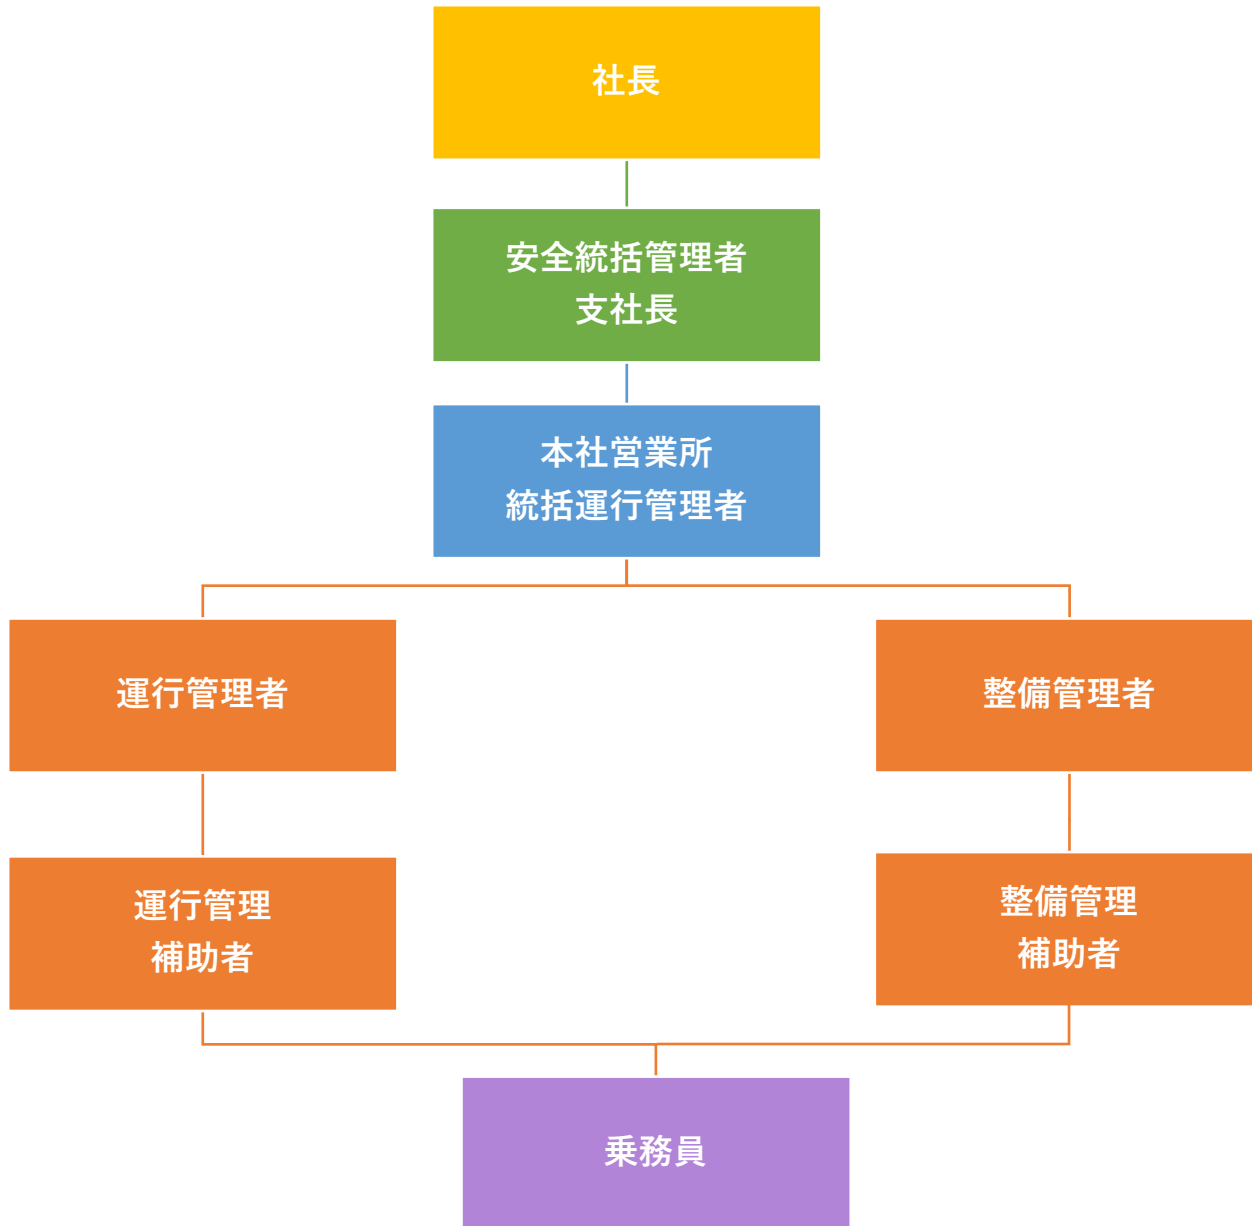 社長
安全統括管理者
支社長
本社営業所
統括運行管理者
運行管理者
整備管理者
運行管理
補助者
整備管理
補助者
乗務員